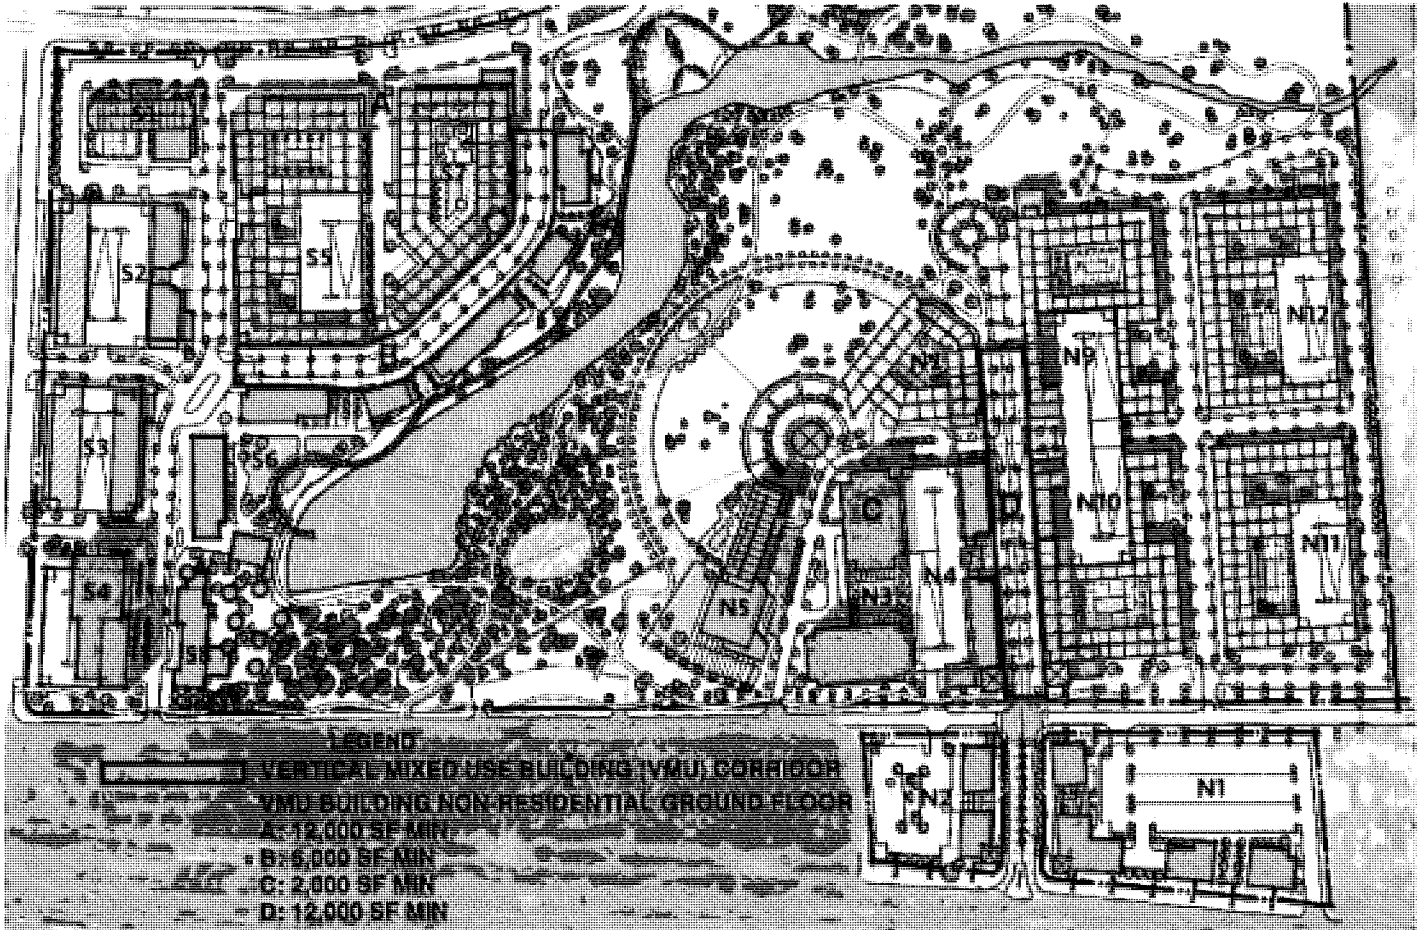 A
S1
S7
S5
S2
N12
N9
S3
S6
C
D
N10
N11
S4
N3
N4
N5
LEGEND
VERTICAL MIXED USE BUILDING (VMU) CORRIDOR
VMU BUILDING NON-RESIDENTIAL GROUND FLOOR
A: 12,000 SF MIN
B: 5,000 SF MIN
C: 2,000 SF MIN
D: 12,000 SF MIN
N2
N1